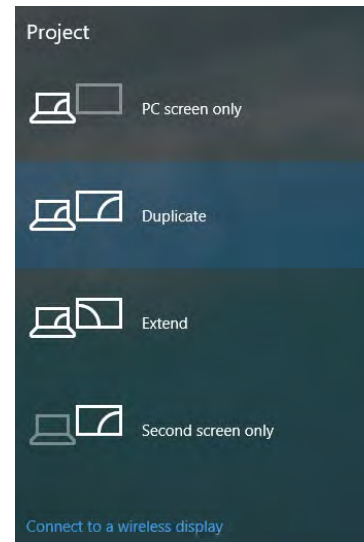 Project
PC screen only
Duplicate
Extend
Second screen only
Connect to a wireless display